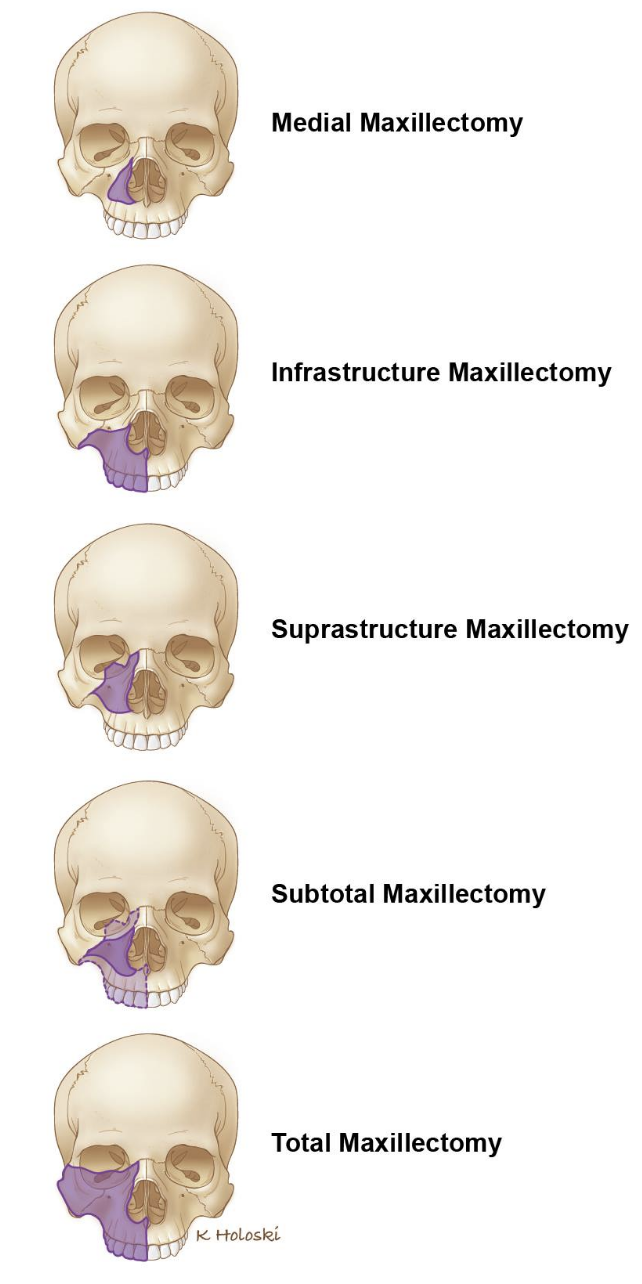 Medial Maxillectomy
Infrastructure Maxillectomy
Suprastructure Maxillectomy
Subtotal Maxillectomy
Total Maxillectomy
K Holoski